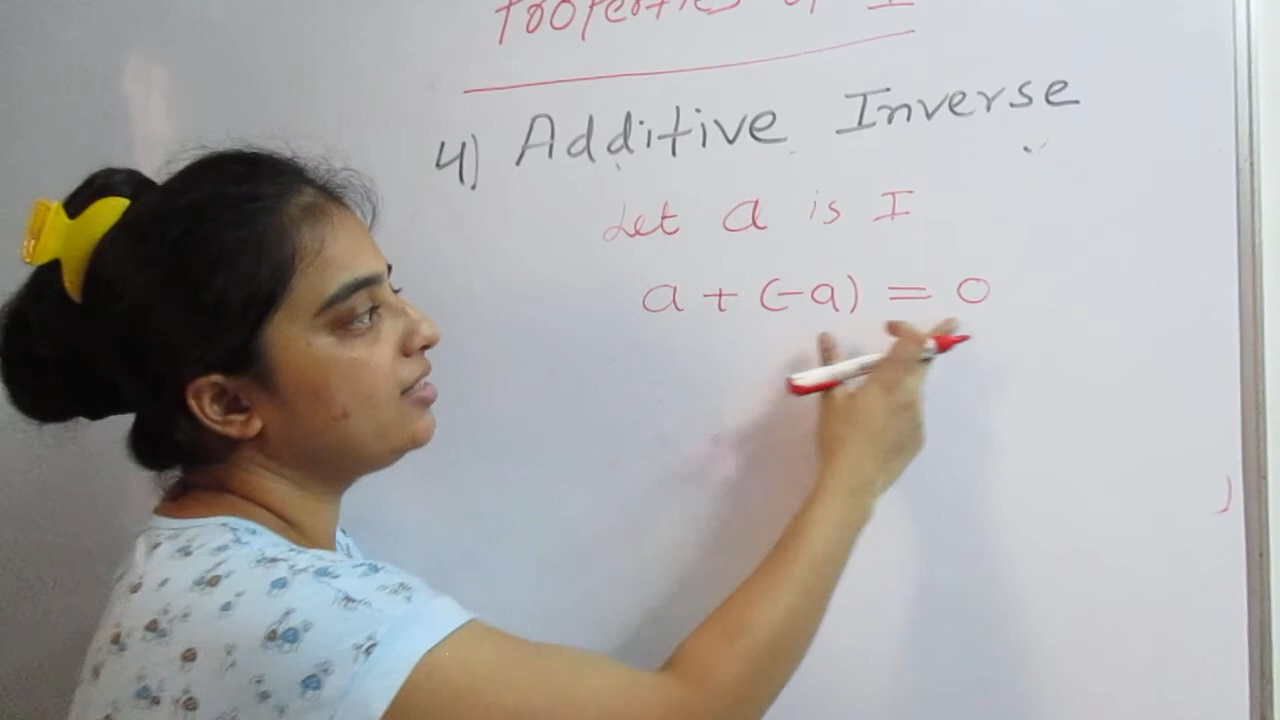 Properties of I
4) Additive Inverse
Let a is I
a + (-a) = 0